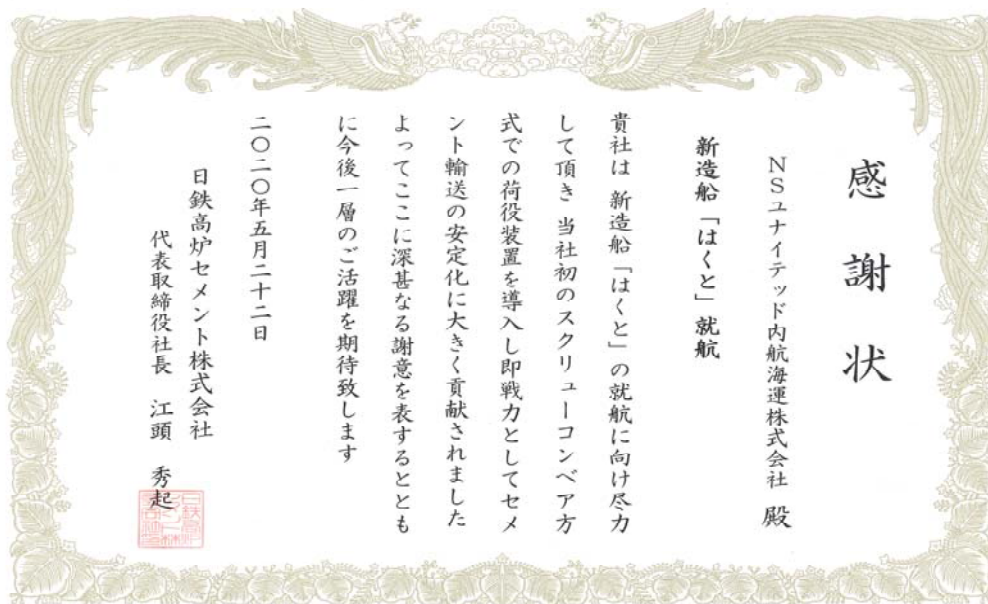 感謝状
NSユナイテッド内航海運株式会社 殿
新造船「はくと」就航
貴社は 新造船「はくと」の就航に向け尽力
して頂き 当社初のスクリューコンベア方
式での荷役装置を導入し即戦力としてセメ
ント輸送の安定化に大きく貢献されました
よってここに深甚なる謝意を表するととも
に今後一層のご活躍を期待致します
二〇二〇年五月二十二日
日鉄高炉セメント株式会社
代表取締役社長 江頭 秀起